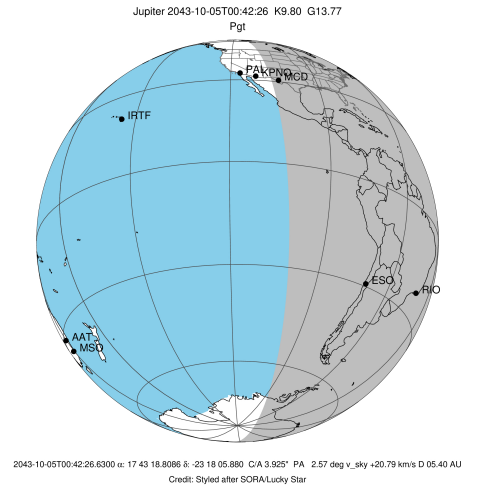 Jupiter 2043-10-05T00:42:26  K9.80  G13.77
Pgt
PAL
KPNO
MCD
IRTF
ESO
RIO
AAT
MSO
2043-10-05T00:42:26.6300 α: 17 43 18.8086 δ: -23 18 05.880  C/A 3.925"  PA   2.57 deg v_sky +20.79 km/s D 05.40 AU
Credit: Styled after SORA/Lucky Star